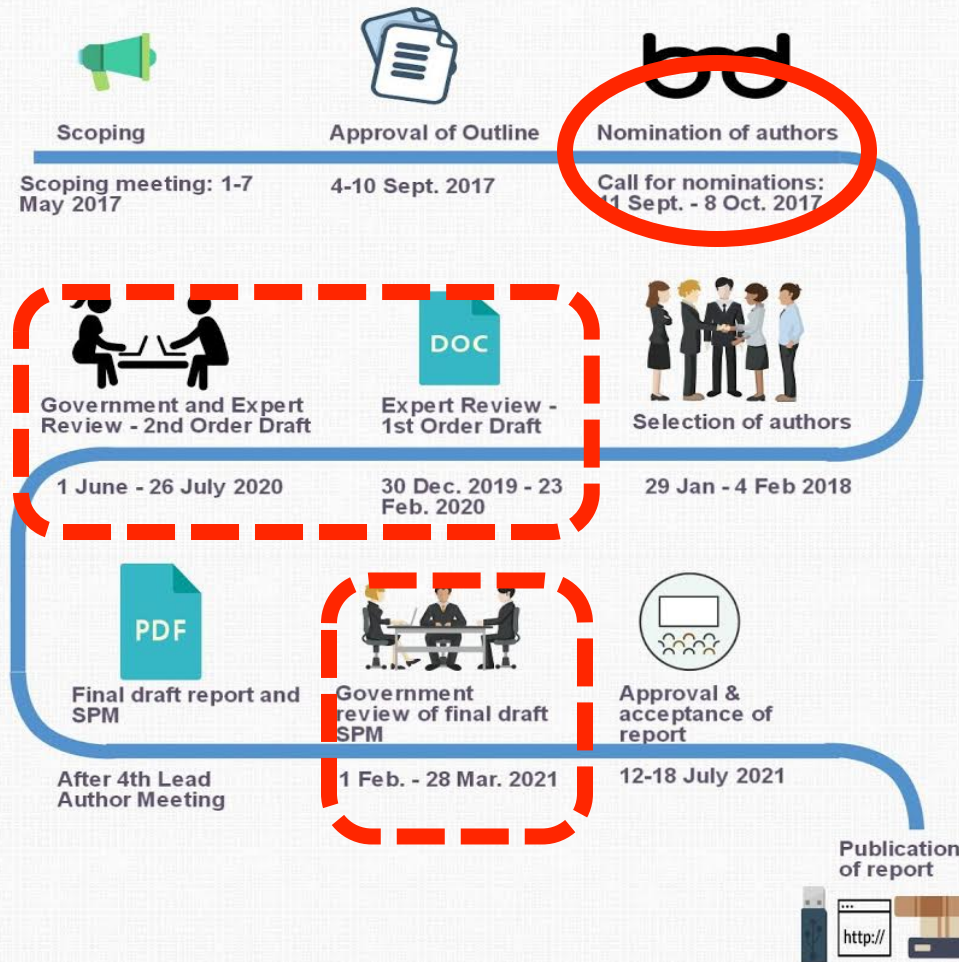 Scoping
Scoping meeting: 1-7
May 2017
Approval of Outline
4-10 Sept. 2017
Nomination of authors
Call for nominations:
11 Sept. - 8 Oct. 2017
Selection of authors
29 Jan - 4 Feb 2018
DOC
Expert Review -
1st Order Draft
30 Dec. 2019 - 23
Feb. 2020
Government and Expert
Review - 2nd Order Draft
1 June - 26 July 2020
PDF
Final draft report and
SPM
After 4th Lead
Author Meeting
Government
review of final draft
SPM
1 Feb. - 28 Mar. 2021
Approval &
acceptance of
report
12-18 July 2021
Publication
of report
http://